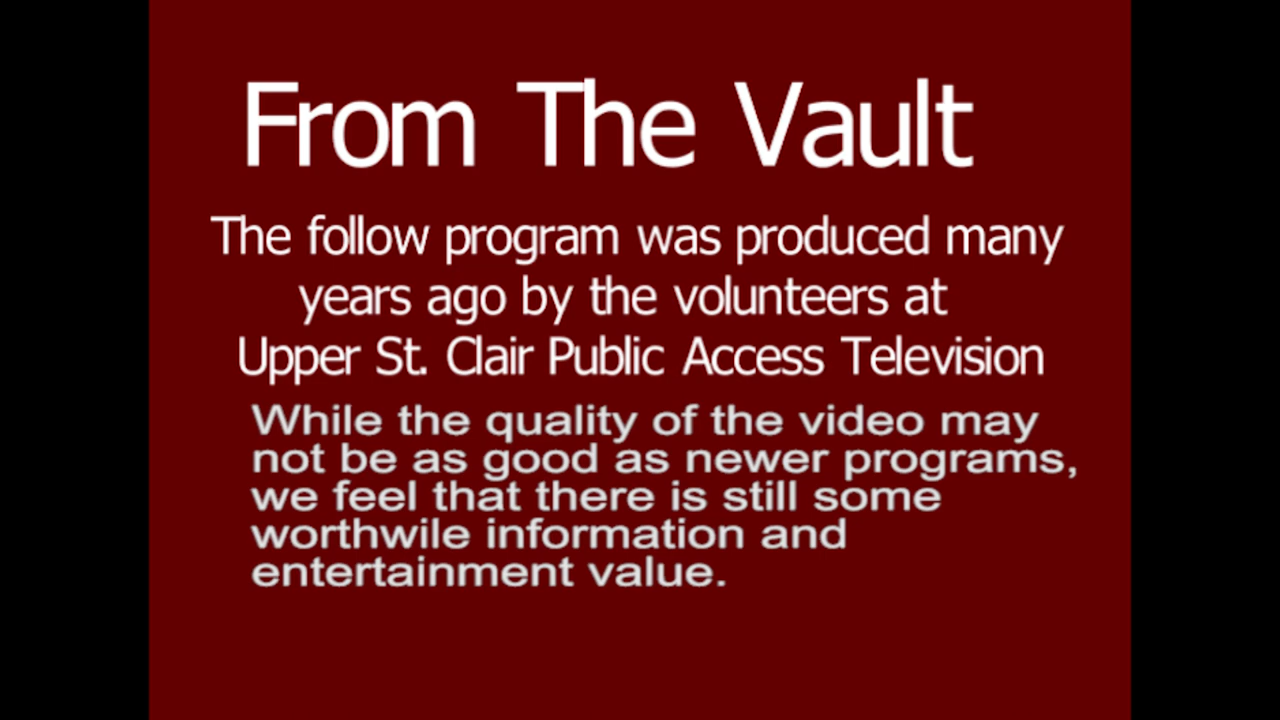 From The Vault
The follow program was produced many
years ago by the volunteers at
Upper St. Clair Public Access Television
While the quality of the video may
not be as good as newer programs,
we feel that there is still some
worthwile information and
entertainment value.